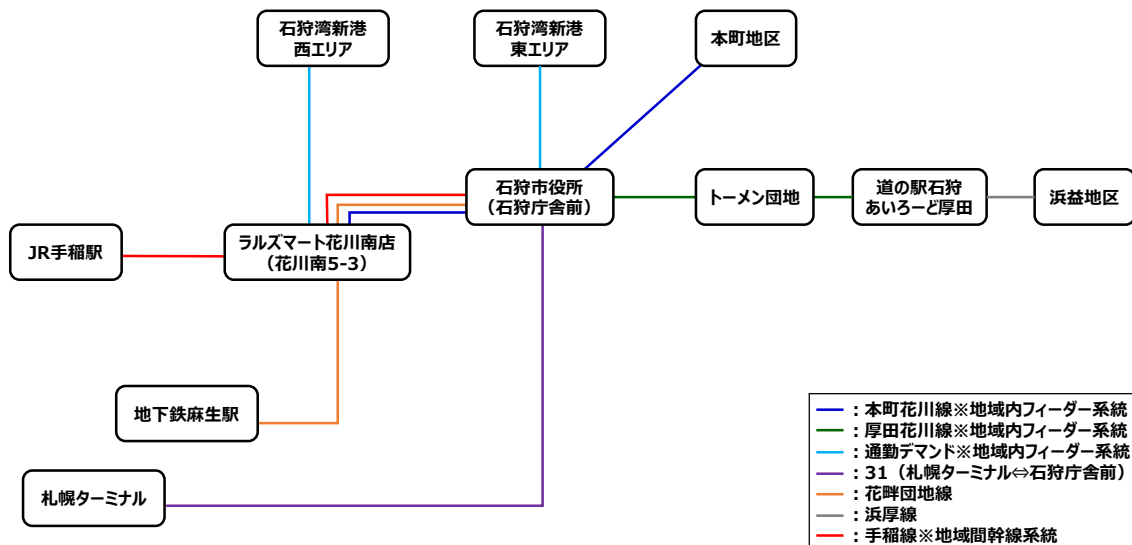 石狩湾新港
西エリア
石狩湾新港
東エリア
本町地区
石狩市役所
（石狩庁舎前）
トーメン団地
道の駅石狩
あいろーど厚田
浜益地区
JR手稲駅
ラルズマート花川南店
（花川南5-3）
地下鉄麻生駅
札幌ターミナル
：本町花川線※地域内フィーダー系統
：厚田花川線※地域内フィーダー系統
：通勤デマンド※地域内フィーダー系統
：31（札幌ターミナル⇔石狩庁舎前）
：花畔団地線
：浜厚線
：手稲線※地域間幹線系統